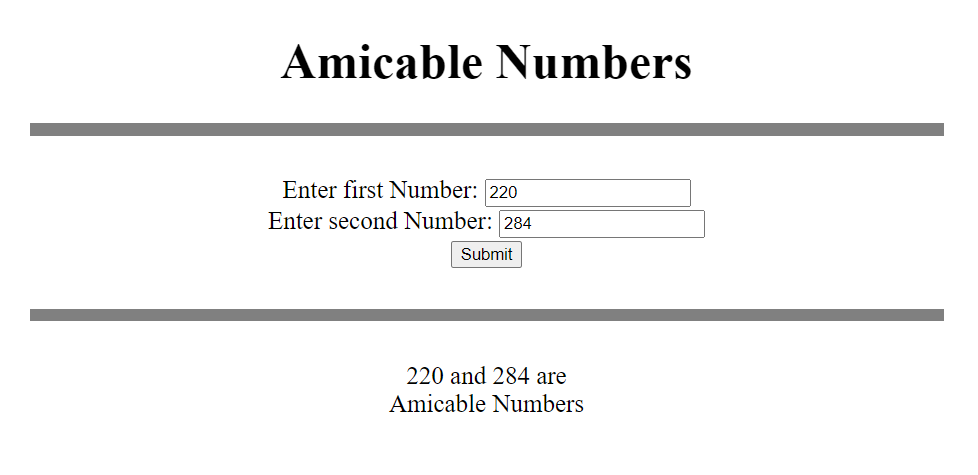 Amicable Numbers
Enter first Number: 220
Enter second Number: 284
Submit
220 and 284 are
Amicable Numbers